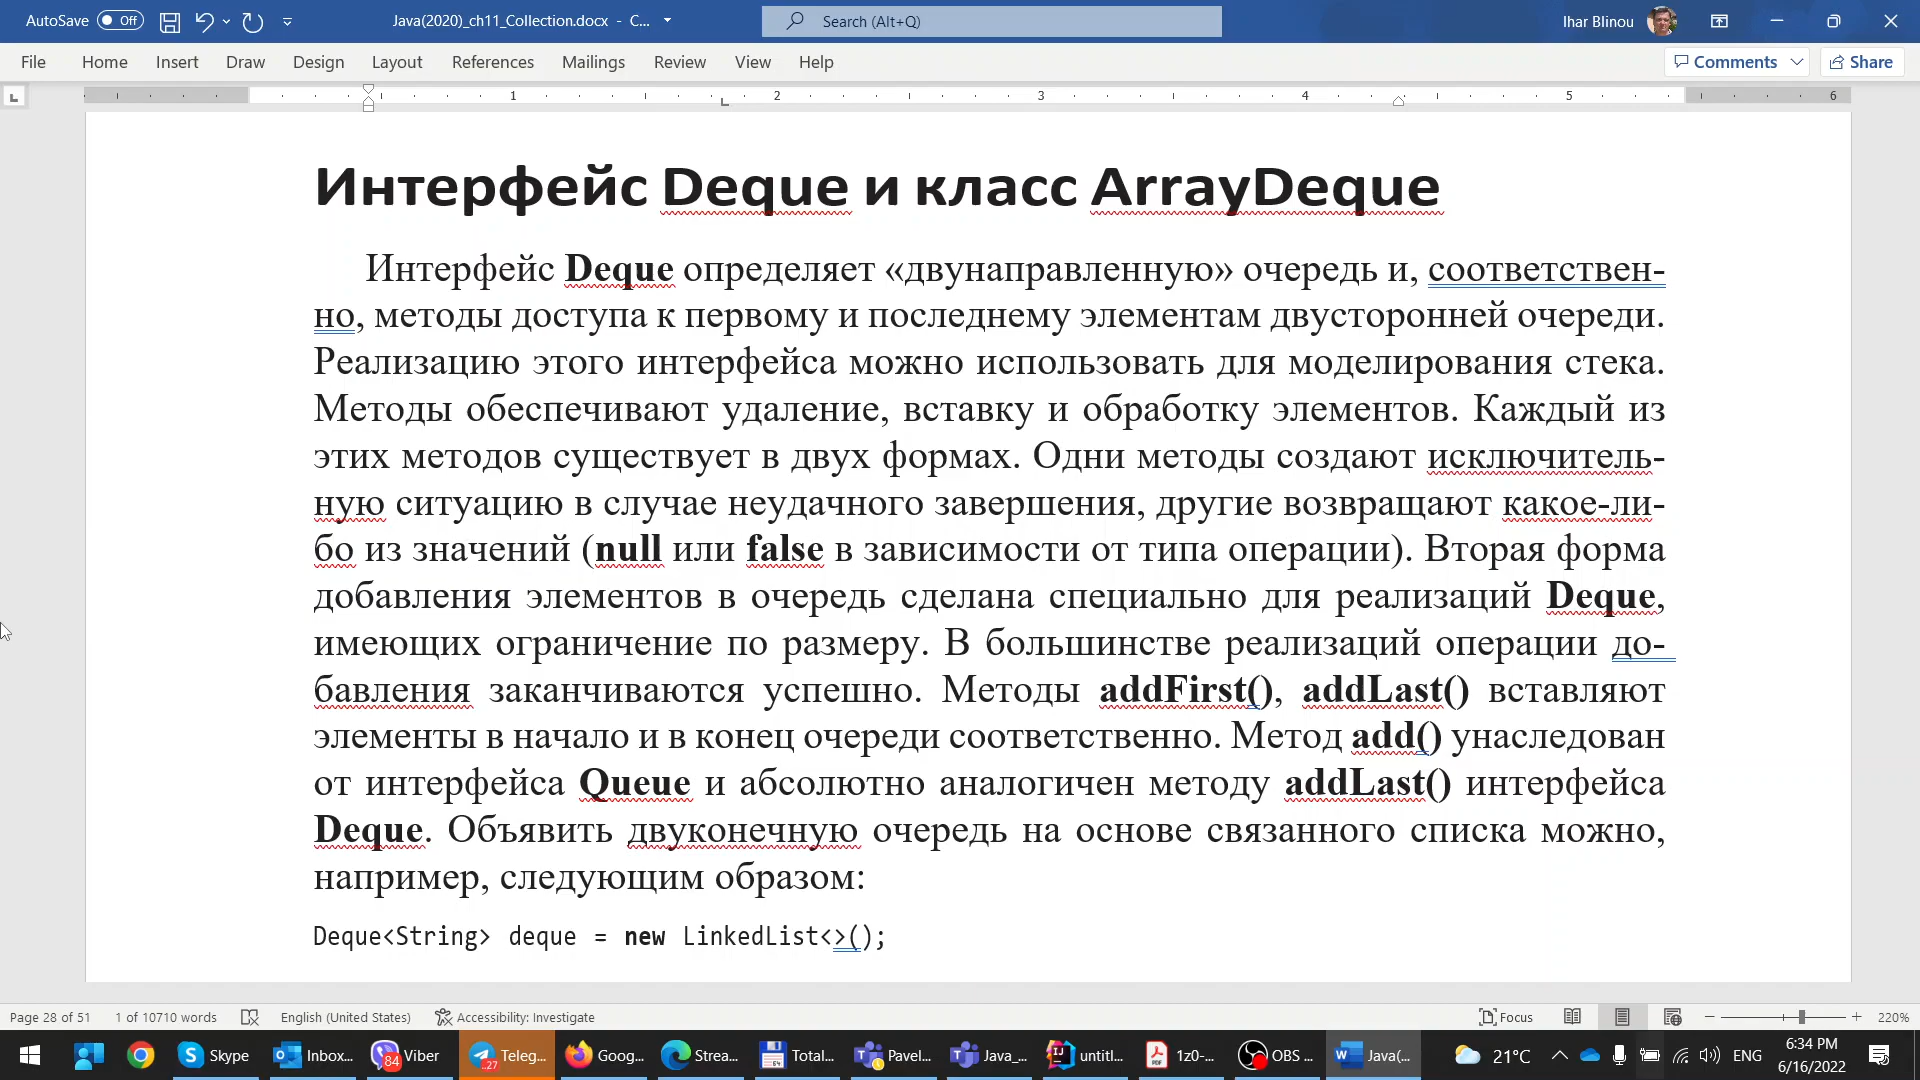 AutoSave Off Java(2020)_ch11_Collection.docx - C... Search (Alt+Q) Ihar Blinou
File Home Insert Draw Design Layout References Mailings Review View Help Comments Share
1 2 3 4 5 6
Интерфейс Deque и класс ArrayDeque
Интерфейс Deque определяет «двунаправленную» очередь и, соответствен-
но, методы доступа к первому и последнему элементам двусторонней очереди.
Реализацию этого интерфейса можно использовать для моделирования стека.
Методы обеспечивают удаление, вставку и обработку элементов. Каждый из
этих методов существует в двух формах. Одни методы создают исключитель-
ную ситуацию в случае неудачного завершения, другие возвращают какое-ли-
бо из значений (null или false в зависимости от типа операции). Вторая форма
добавления элементов в очередь сделана специально для реализаций Deque,
имеющих ограничение по размеру. В большинстве реализаций операции до-
бавления заканчиваются успешно. Методы addFirst(), addLast() вставляют
элементы в начало и в конец очереди соответственно. Метод add() унаследован
от интерфейса Queue и абсолютно аналогичен методу addLast() интерфейса
Deque. Объявить двуконечную очередь на основе связанного списка можно,
например, следующим образом:
Deque<String> deque = new LinkedList<>();
Page 28 of 51 1 of 10710 words English (United States) Accessibility: Investigate Focus 220%
Skype Inbox... 84 Viber ..27 Teleg... Goog... Strea... 64 Total... Pavel... Java_... untitl... 1z0-... OBS ... Java(... 21°C ENG 6:34 PM
6/16/2022